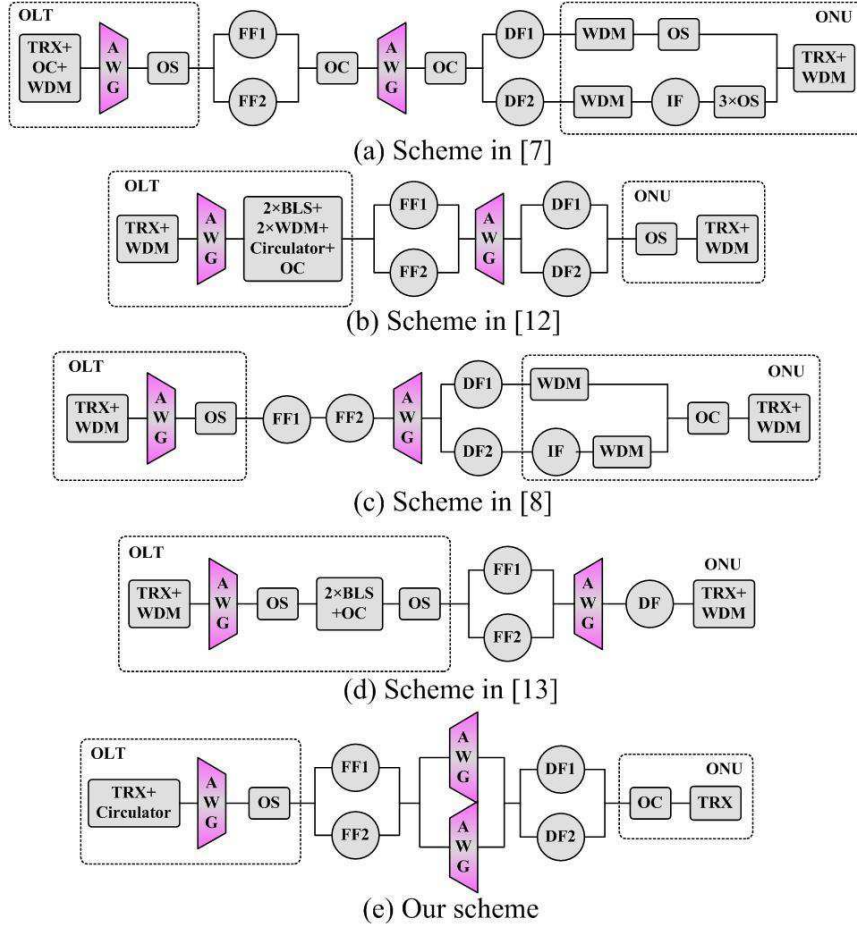 OLT
ONU
TRX+
OC+
WDM
A
W
G
OS
FF1
FF2
OC
A
W
G
OC
DF1
DF2
WDM
OS
WDM
IF
3×OS
TRX+
WDM
(a) Scheme in [7]
OLT
ONU
TRX+
WDM
A
W
G
2×BLS+
2×WDM+
Circulator+
OC
FF1
FF2
A
W
G
DF1
DF2
OS
TRX+
WDM
(b) Scheme in [12]
OLT
ONU
TRX+
WDM
A
W
G
OS
FF1
FF2
A
W
G
DF1
DF2
WDM
IF
WDM
OC
TRX+
WDM
(c) Scheme in [8]
OLT
ONU
TRX+
WDM
A
W
G
OS
2×BLS
+OC
OS
FF1
FF2
A
W
G
DF
TRX+
WDM
(d) Scheme in [13]
OLT
ONU
TRX+
Circulator
A
W
G
OS
FF1
FF2
A
W
G
A
W
G
DF1
DF2
OC
TRX
(e) Our scheme